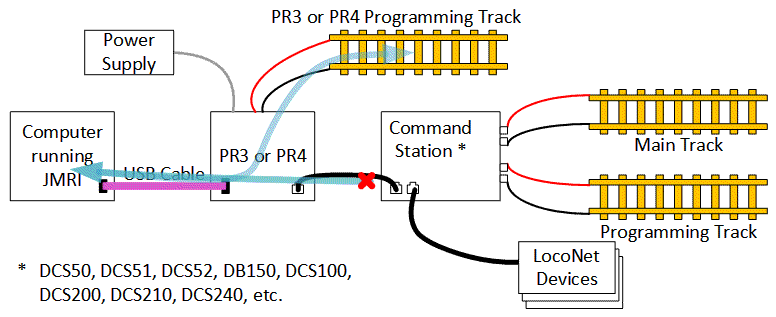 PR3 or PR4 Programming Track
Power
Supply
Computer
running
JMRI
USB Cable
PR3 or PR4
Command
Station *
Main Track
Programming Track
LocoNet
Devices
* DCS50, DCS51, DCS52, DB150, DCS100,
DCS200, DCS210, DCS240, etc.